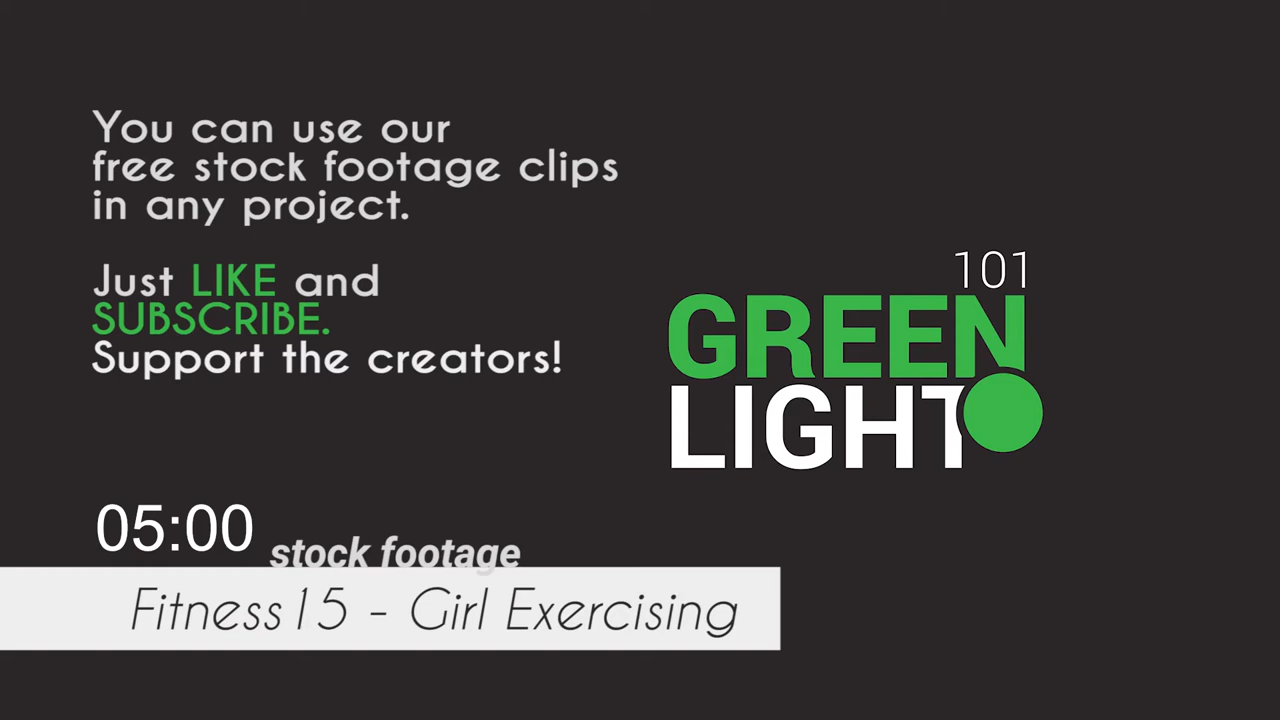 You can use our
free stock footage clips
in any project.
Just LIKE and
SUBSCRIBE.
Support the creators!
101
GREEN
LIGHT
05:00
stock footage
Fitness15 - Girl Exercising